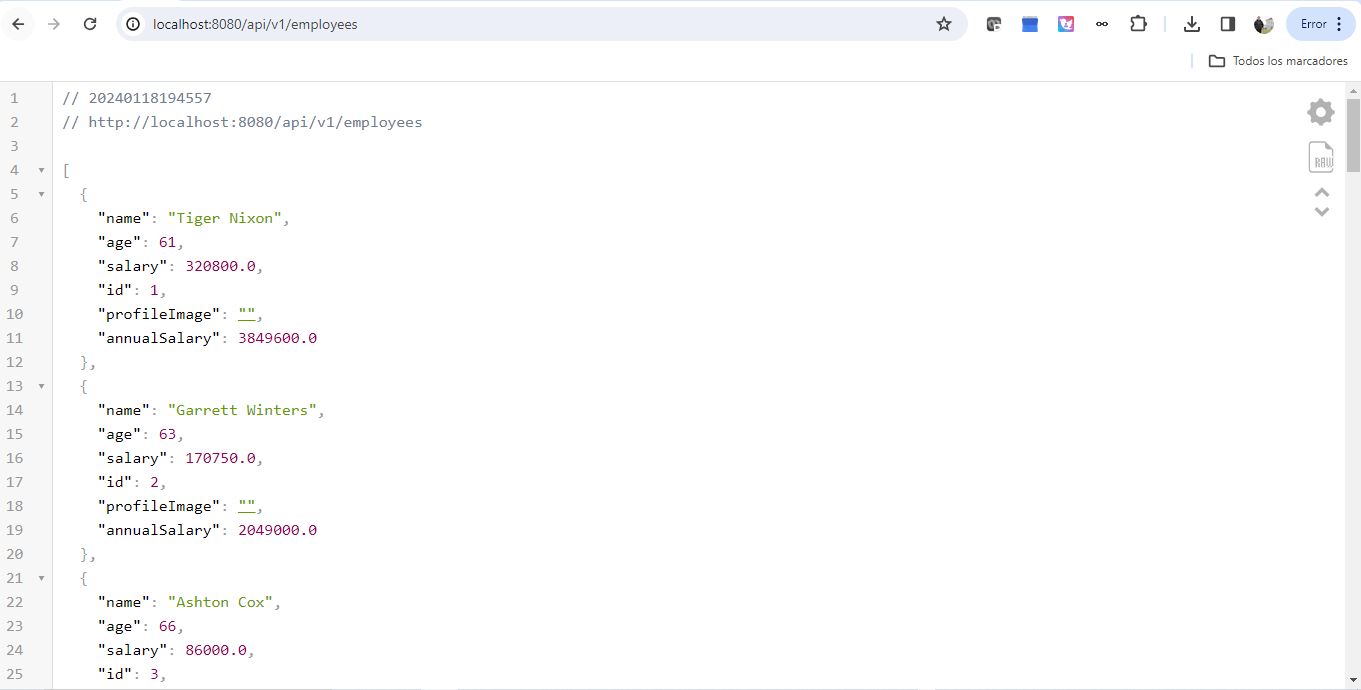 localhost:8080/api/v1/employees
Error
Todos los marcadores
1 // 20240118194557
2 // http://localhost:8080/api/v1/employees
3
4 [
5 {
6 "name": "Tiger Nixon",
7 "age": 61,
8 "salary": 320800.0,
9 "id": 1,
10 "profileImage": "",
11 "annualSalary": 3849600.0
12 },
13 {
14 "name": "Garrett Winters",
15 "age": 63,
16 "salary": 170750.0,
17 "id": 2,
18 "profileImage": "",
19 "annualSalary": 2049000.0
20 },
21 {
22 "name": "Ashton Cox",
23 "age": 66,
24 "salary": 86000.0,
25 "id": 3,
RAW